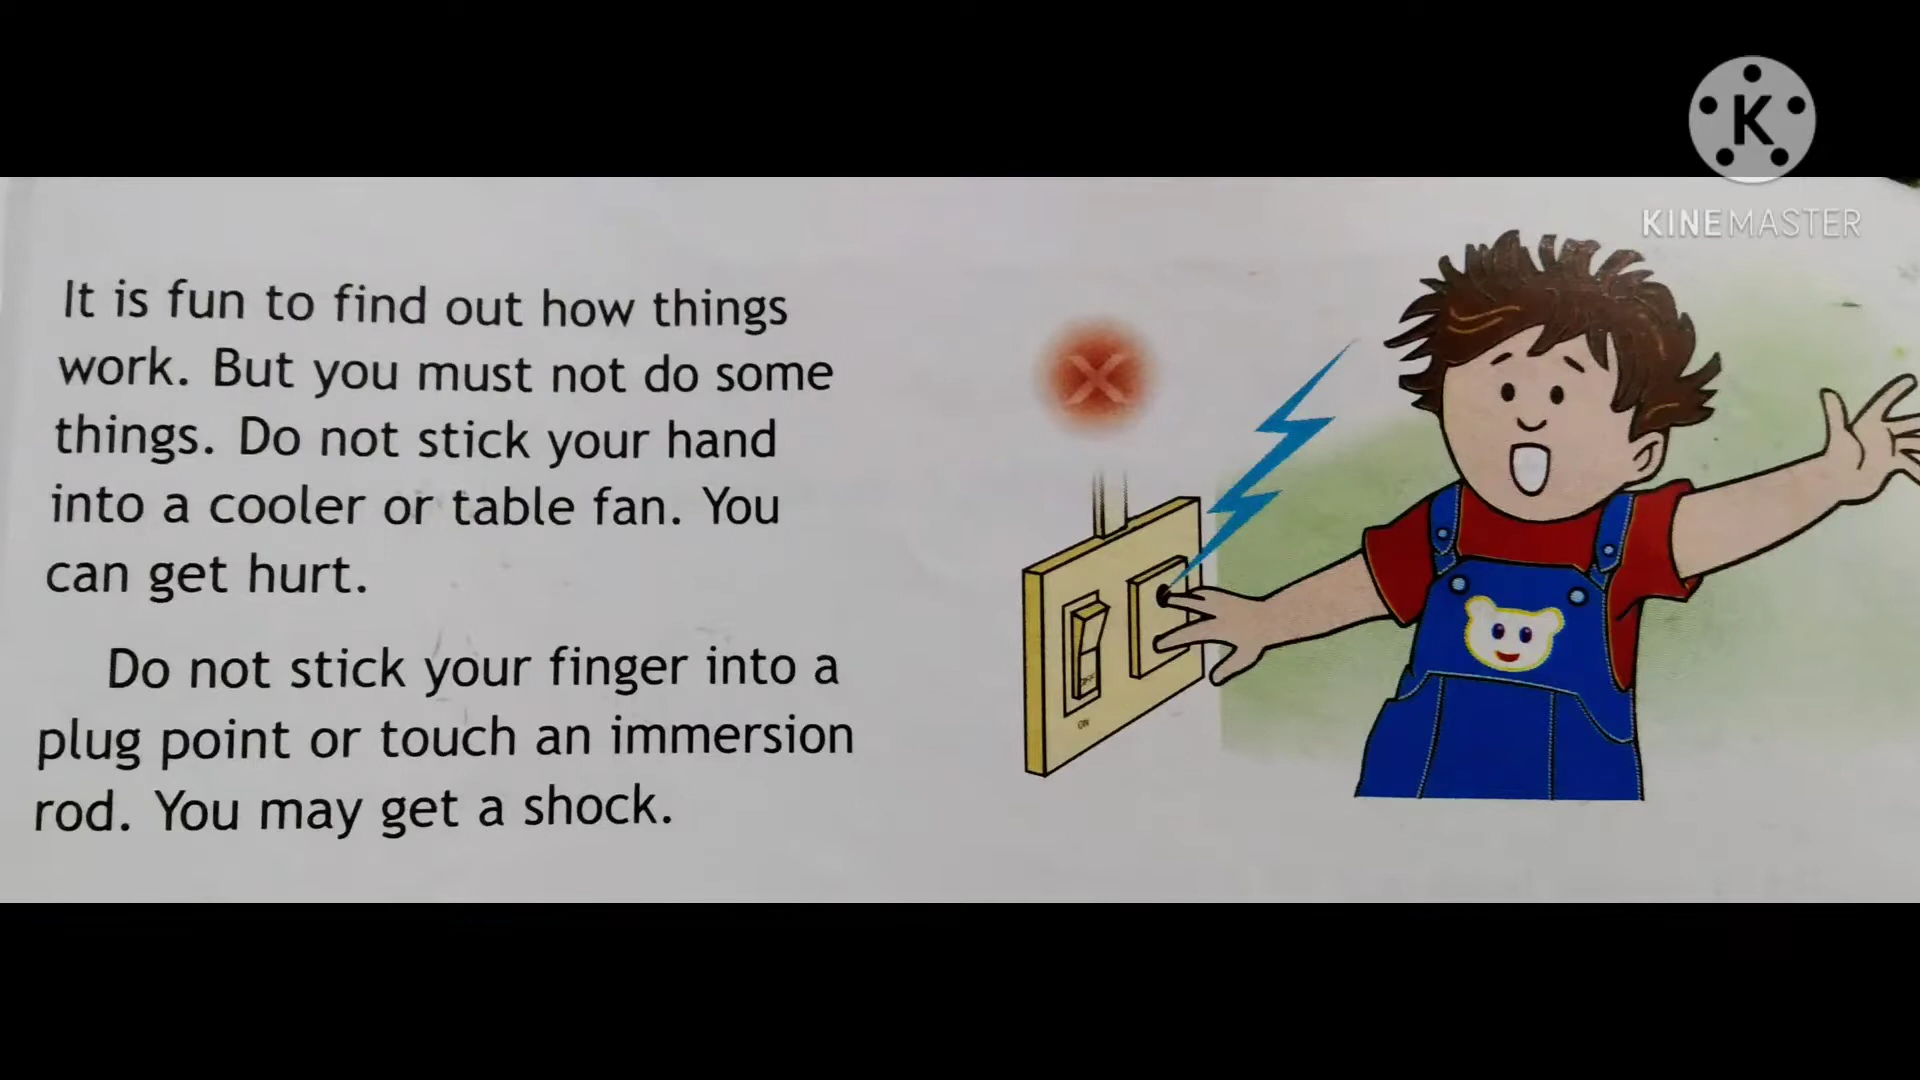 K
KINEMASTER
It is fun to find out how things
work. But you must not do some
things. Do not stick your hand
into a cooler or table fan. You
can get hurt.
Do not stick your finger into a
plug point or touch an immersion
rod. You may get a shock.
OFF
ON